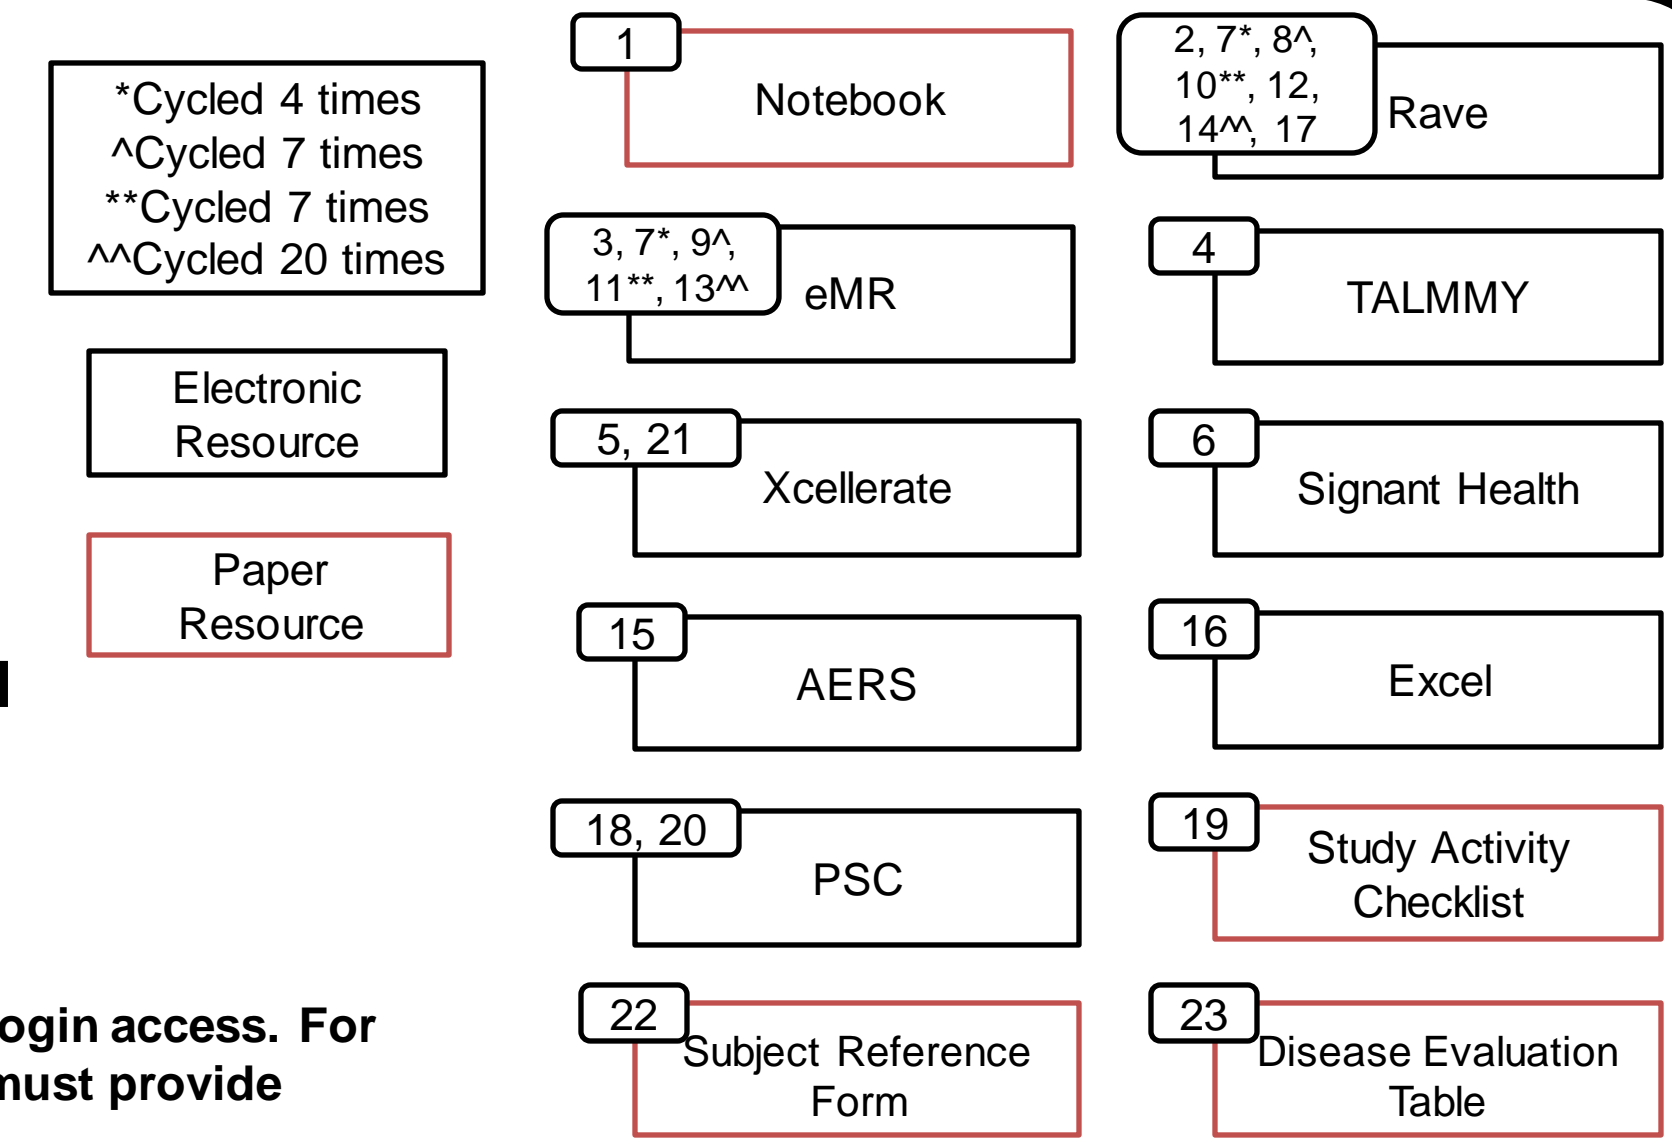 *Cycled 4 times
^Cycled 7 times
**Cycled 7 times
^^Cycled 20 times
Electronic
Resource
Paper
Resource
ogin access. For
must provide
1
Notebook
2, 7*, 8^,
10**, 12,
14^^, 17
Rave
3, 7*, 9^,
11**, 13^^
eMR
4
TALMMY
5, 21
Xcellerate
6
Signant Health
15
AERS
16
Excel
18, 20
PSC
19
Study Activity
Checklist
22
Subject Reference
Form
23
Disease Evaluation
Table